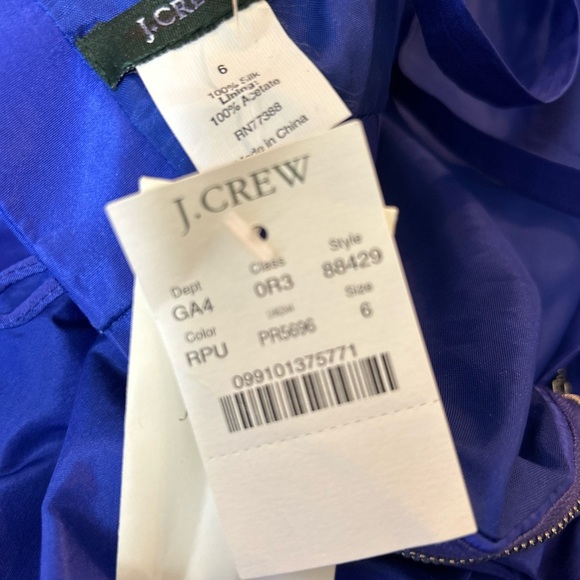 J.CREW
6
100% Silk
Lining:
100% Acetate
RN77388
Made in China
J.CREW
Dept Class Style
GA4 0R3 88429
Color Size
RPU PR5696 6
099101375771